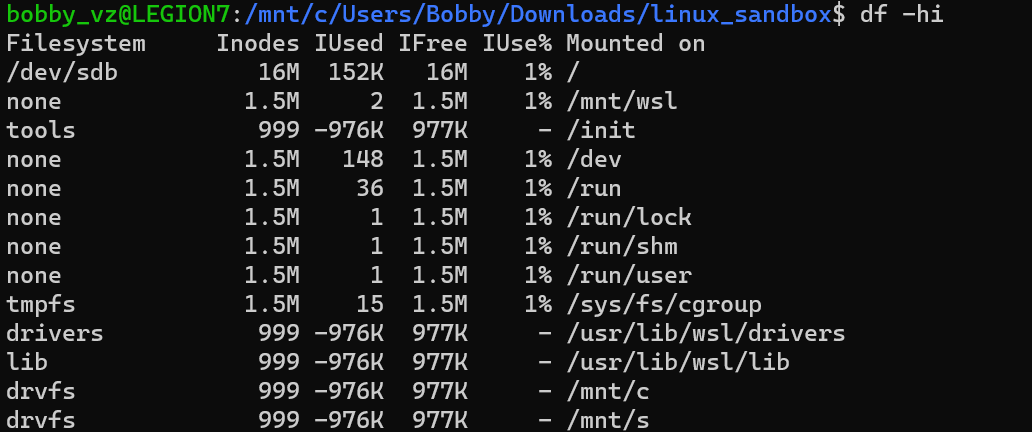 bobby_vz@LEGION7:/mnt/c/Users/Bobby/Downloads/linux_sandbox$ df -hi
Filesystem     Inodes IUsed IFree IUse% Mounted on
/dev/sdb          16M  152K   16M    1% /
none             1.5M     2  1.5M    1% /mnt/wsl
tools             999 -976K  977K     - /init
none             1.5M   148  1.5M    1% /dev
none             1.5M    36  1.5M    1% /run
none             1.5M     1  1.5M    1% /run/lock
none             1.5M     1  1.5M    1% /run/shm
none             1.5M     1  1.5M    1% /run/user
tmpfs            1.5M    15  1.5M    1% /sys/fs/cgroup
drivers           999 -976K  977K     - /usr/lib/wsl/drivers
lib               999 -976K  977K     - /usr/lib/wsl/lib
drvfs             999 -976K  977K     - /mnt/c
drvfs             999 -976K  977K     - /mnt/s